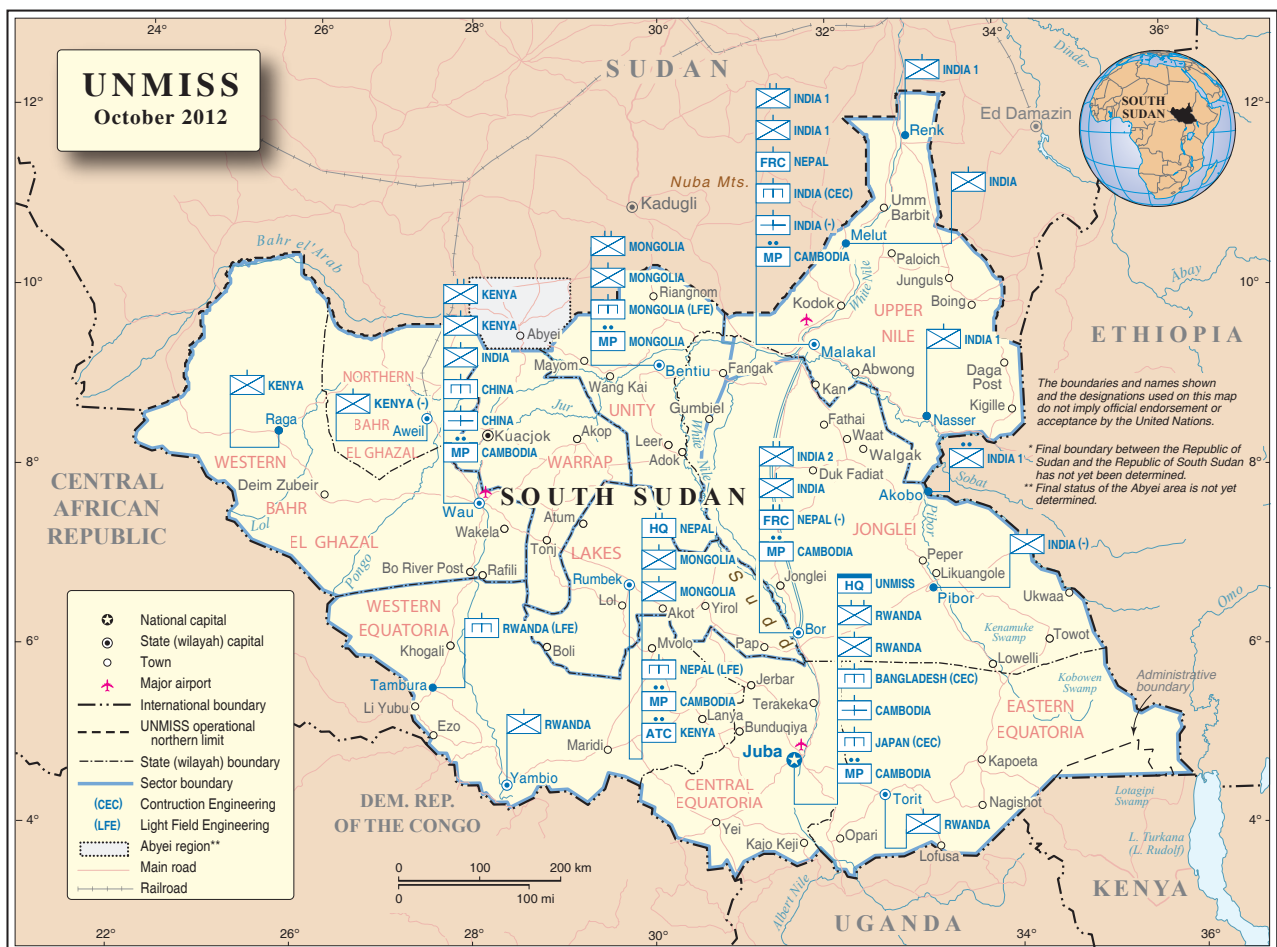 24°
26°
28°
30°
32°
34°
36°
UNMISS
October 2012
SUDAN
INDIA 1
Dinder
12°
12°
SOUTH
SUDAN
Ed Damazin
INDIA 1
INDIA 1
Renk
FRC NEPAL
INDIA
Nuba Mts.
INDIA (CEC)
Kadugli
Umm
Barbit
INDIA (-)
Bahr el'Arab
MONGOLIA
Melut
MP CAMBODIA
Paloich
Àbay
10°
10°
MONGOLIA
Riangnom
White Nile
Junguls
KENYA
MONGOLIA (LFE)
Kodok
Boing
UPPER
NILE
KENYA
Abyei
MP MONGOLIA
ETHIOPIA
INDIA 1
INDIA
Malakal
Mayom
Bentiu
Fangak
Abwong
Daga
Post
NORTHERN
BAHR
EL GHAZAL
KENYA
CHINA
Wang Kai
Kan
The boundaries and names shown
and the designations used on this map
do not imply official endorsement or
acceptance by the United Nations.
KENYA (-)
Jur
UNITY
Gumbiel
Kigille
Raga
Aweil
CHINA
Fathai
Nasser
Kuacjok
Akop
Leer
White Nile
Waat
MP CAMBODIA
Adok
INDIA 2
Walgak
INDIA 1
* Final boundary between the Republic of
Sudan and the Republic of South Sudan
has not yet been determined.
** Final status of the Abyei area is not yet
determined.
8°
8°
WESTERN
BAHR
EL GHAZAL
WARRAP
Duk Fadiat
Sobat
CENTRAL
AFRICAN
REPUBLIC
Deim Zubeir
INDIA
Akobo
SOUTH SUDAN
Wau
Lol
Atum
HQ NEPAL
FRC NEPAL (-)
JONGLEI
Pibor
Wakela
Tonj
LAKES
INDIA (-)
MONGOLIA
MP CAMBODIA
Peper
Pongo
Bo River Post
Rafili
Rumbek
Sudd
Jonglei
Likuangole
HQ UNMISS
MONGOLIA
Pibor
Lol
Akot
Yirol
Ukwaa
Omo
WESTERN
EQUATORIA
RWANDA
National capital
RWANDA (LFE)
Bor
Kenamuke
Swamp
Towot
6°
6°
State (wilayah) capital
Khogali
Boli
Mvolo
Pap
RWANDA
Town
Lowelli
NEPAL (LFE)
BANGLADESH (CEC)
Administrative
boundary
Major airport
Tambura
Jerbar
Kobowen
Swamp
MP CAMBODIA
Terakeka
CAMBODIA
International boundary
Li Yubu
EASTERN
EQUATORIA
Lanya
UNMISS operational
northern limit
Ezo
RWANDA
ATC KENYA
Bunduqiya
JAPAN (CEC)
Maridi
Juba
State (wilayah) boundary
Kapoeta
MP CAMBODIA
Sector boundary
Yambio
CENTRAL
EQUATORIA
Torit
Lotagipi
Swamp
(CEC) Contruction Engineering
DEM. REP.
OF THE CONGO
Nagishot
(LFE) Light Field Engineering
4°
4°
Yei
RWANDA
Opari
L. Turkana
(L. Rudolf)
Abyei region**
Kajo Keji
Lofusa
Main road
0 100 200 km
Albert Nile
Railroad
0 100 mi
KENYA
UGANDA
22°
26°
28°
30°
34°
36°